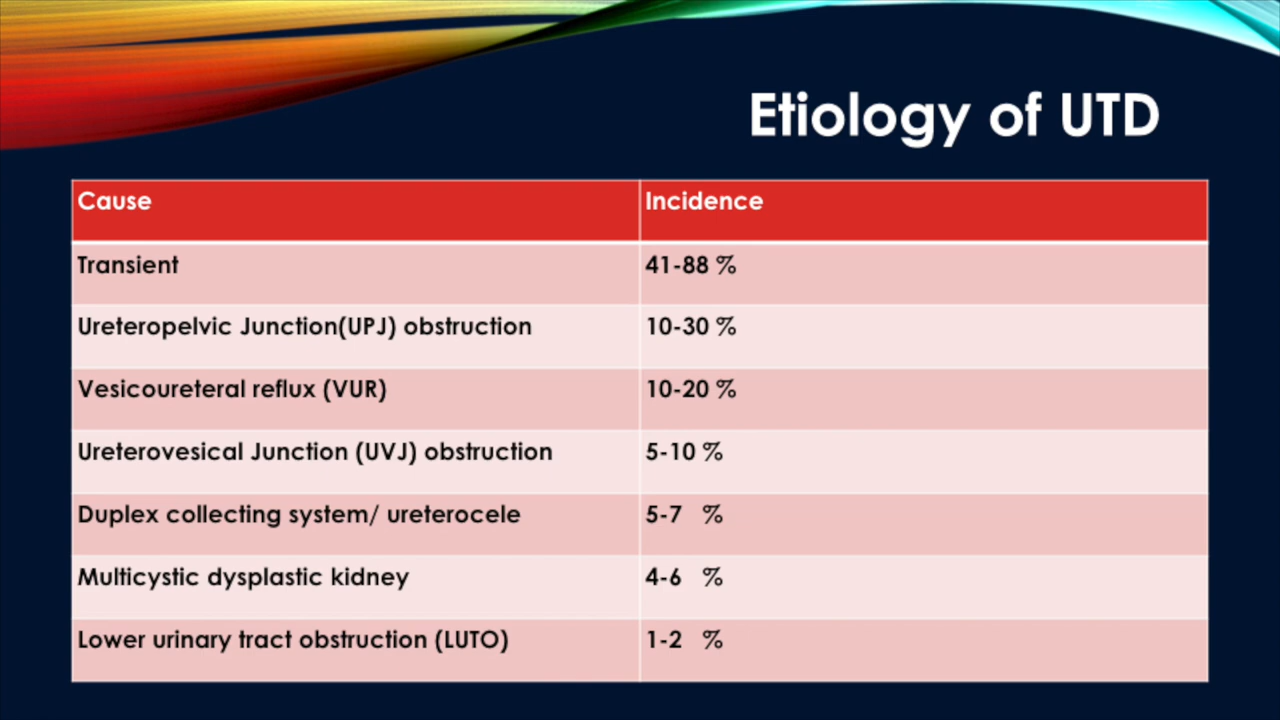 Etiology of UTD
Cause Incidence
Transient 41-88 %
Ureteropelvic Junction(UPJ) obstruction 10-30 %
Vesicoureteral reflux (VUR) 10-20 %
Ureterovesical Junction (UVJ) obstruction 5-10 %
Duplex collecting system/ ureterocele 5-7 %
Multicystic dysplastic kidney 4-6 %
Lower urinary tract obstruction (LUTO) 1-2 %